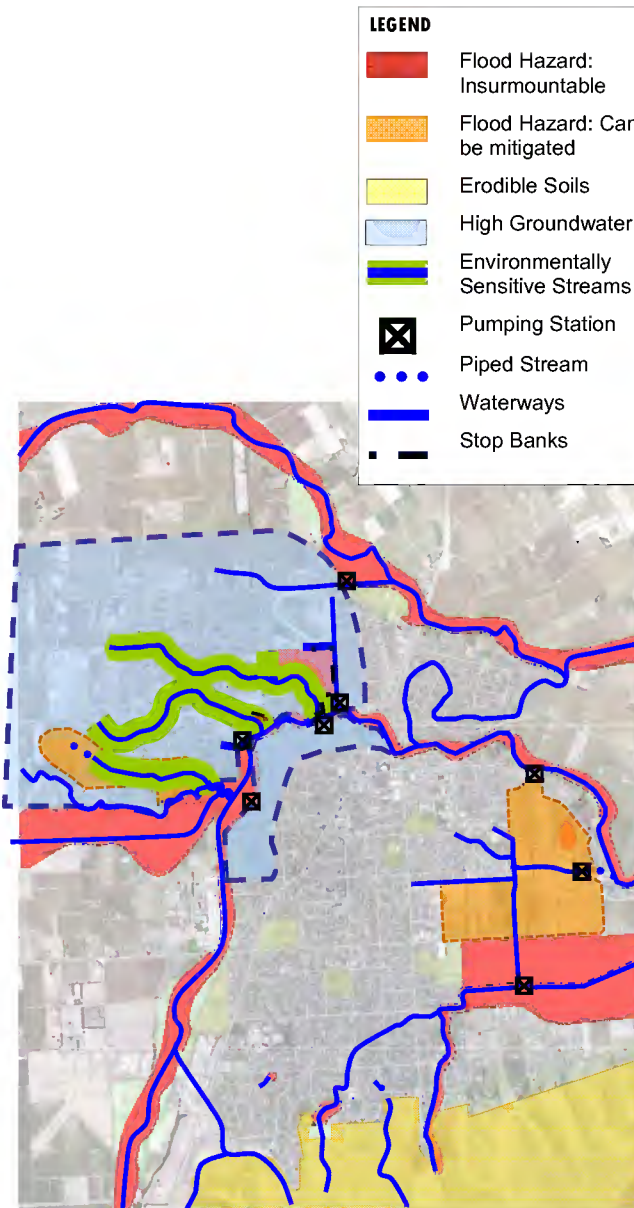 LEGEND
Flood Hazard:
Insurmountable
Flood Hazard: Can
be mitigated
Erodible Soils
High Groundwater
Environmentally
Sensitive Streams
Pumping Station
Piped Stream
Waterways
Stop Banks